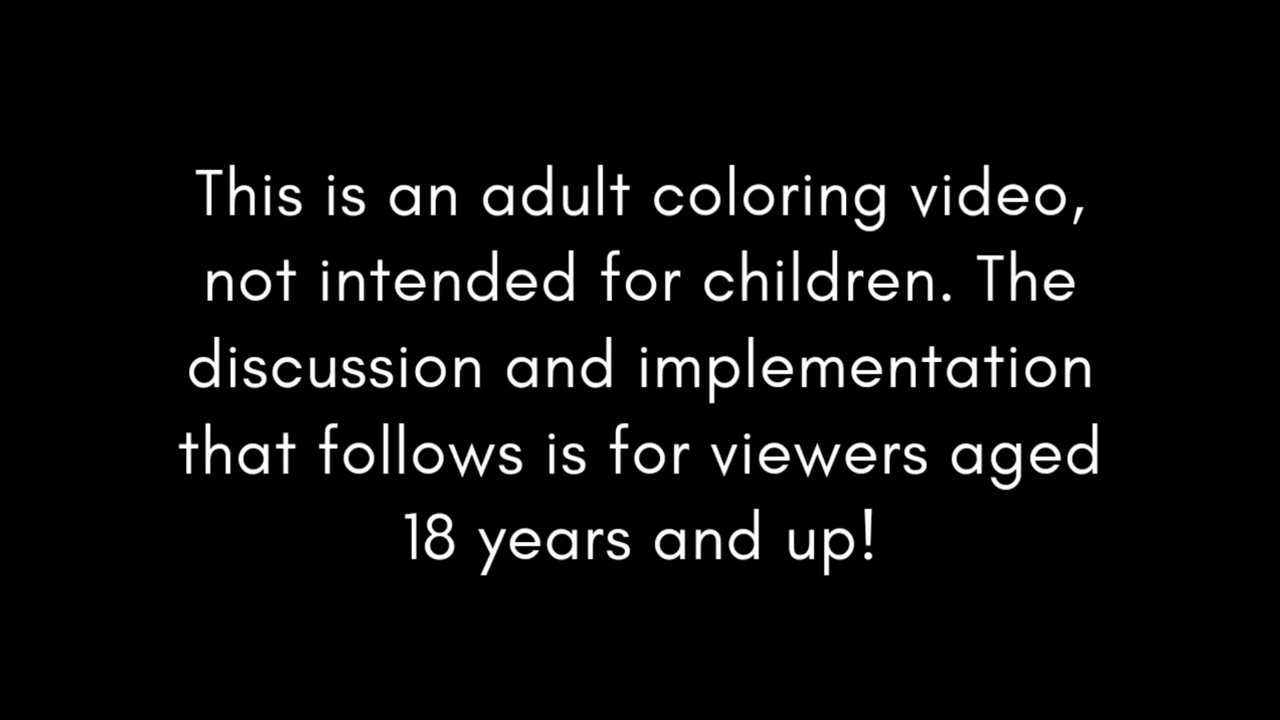 This is an adult coloring video,
not intended for children. The
discussion and implementation
that follows is for viewers aged
18 years and up!